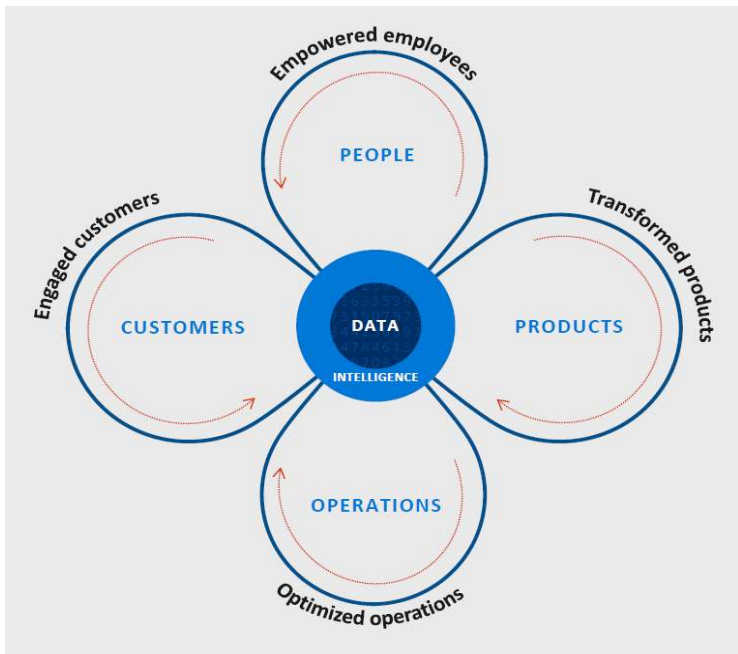 Empowered employees
PEOPLE
Engaged customers
Transformed products
CUSTOMERS
DATA
PRODUCTS
INTELLIGENCE
OPERATIONS
Optimized operations